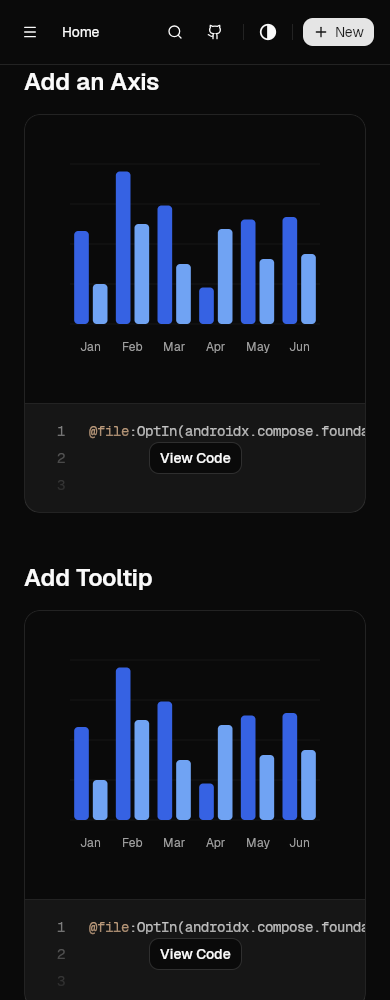 Home
New
Add an Axis
Jan Feb Mar Apr May Jun
1 @file:OptIn(androidx.compose.founda
2
View Code
3
Add Tooltip
Jan Feb Mar Apr May Jun
1 @file:OptIn(androidx.compose.founda
2
View Code
3